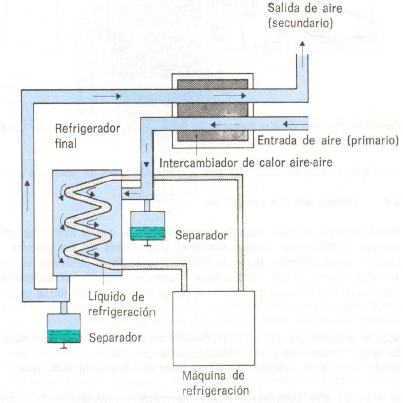 Salida de aire
(secundario)
Refrigerador
final
Entrada de aire (primario)
Intercambiador de calor aire-aire
Separador
Líquido de
refrigeración
Separador
Máquina de
refrigeración